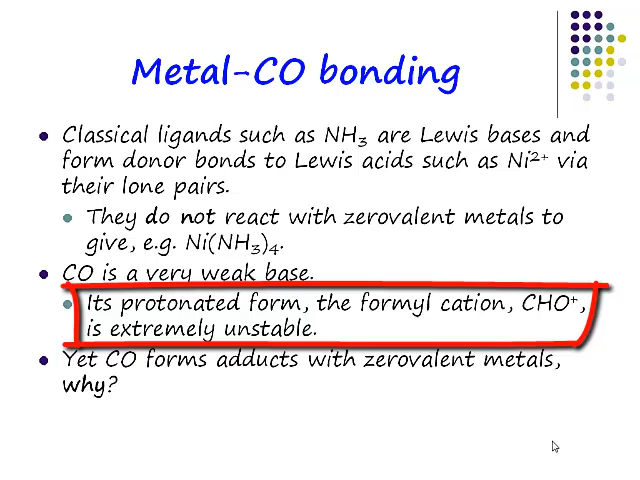 Metal-CO bonding
Classical ligands such as NH₃ are Lewis bases and
form donor bonds to Lewis acids such as Ni²⁺ via
their lone pairs.
They do not react with zerovalent metals to
give, e.g. Ni(NH₃)₄.
CO is a very weak base.
Its protonated form, the formyl cation, CHO⁺,
is extremely unstable.
Yet CO forms adducts with zerovalent metals,
why?